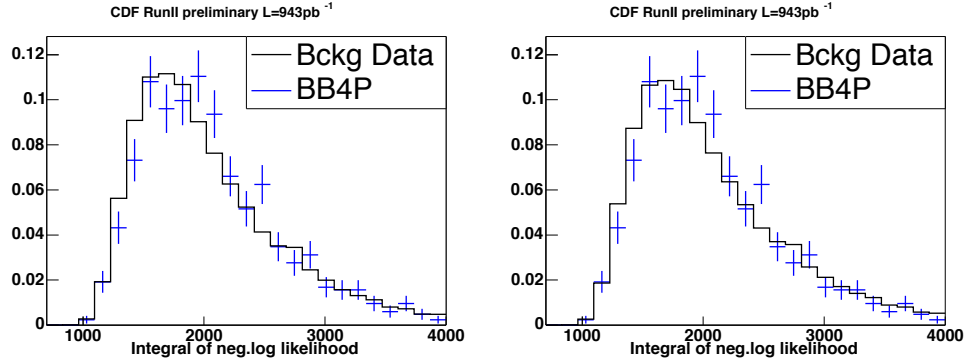 CDF RunII preliminary L=943pb⁻¹
0.12
0.1
0.08
0.06
0.04
0.02
0
Bckg Data
BB4P
1000 2000 3000 4000
Integral of neg.log likelihood
CDF RunII preliminary L=943pb⁻¹
0.12
0.1
0.08
0.06
0.04
0.02
0
Bckg Data
BB4P
1000 2000 3000 4000
Integral of neg.log likelihood